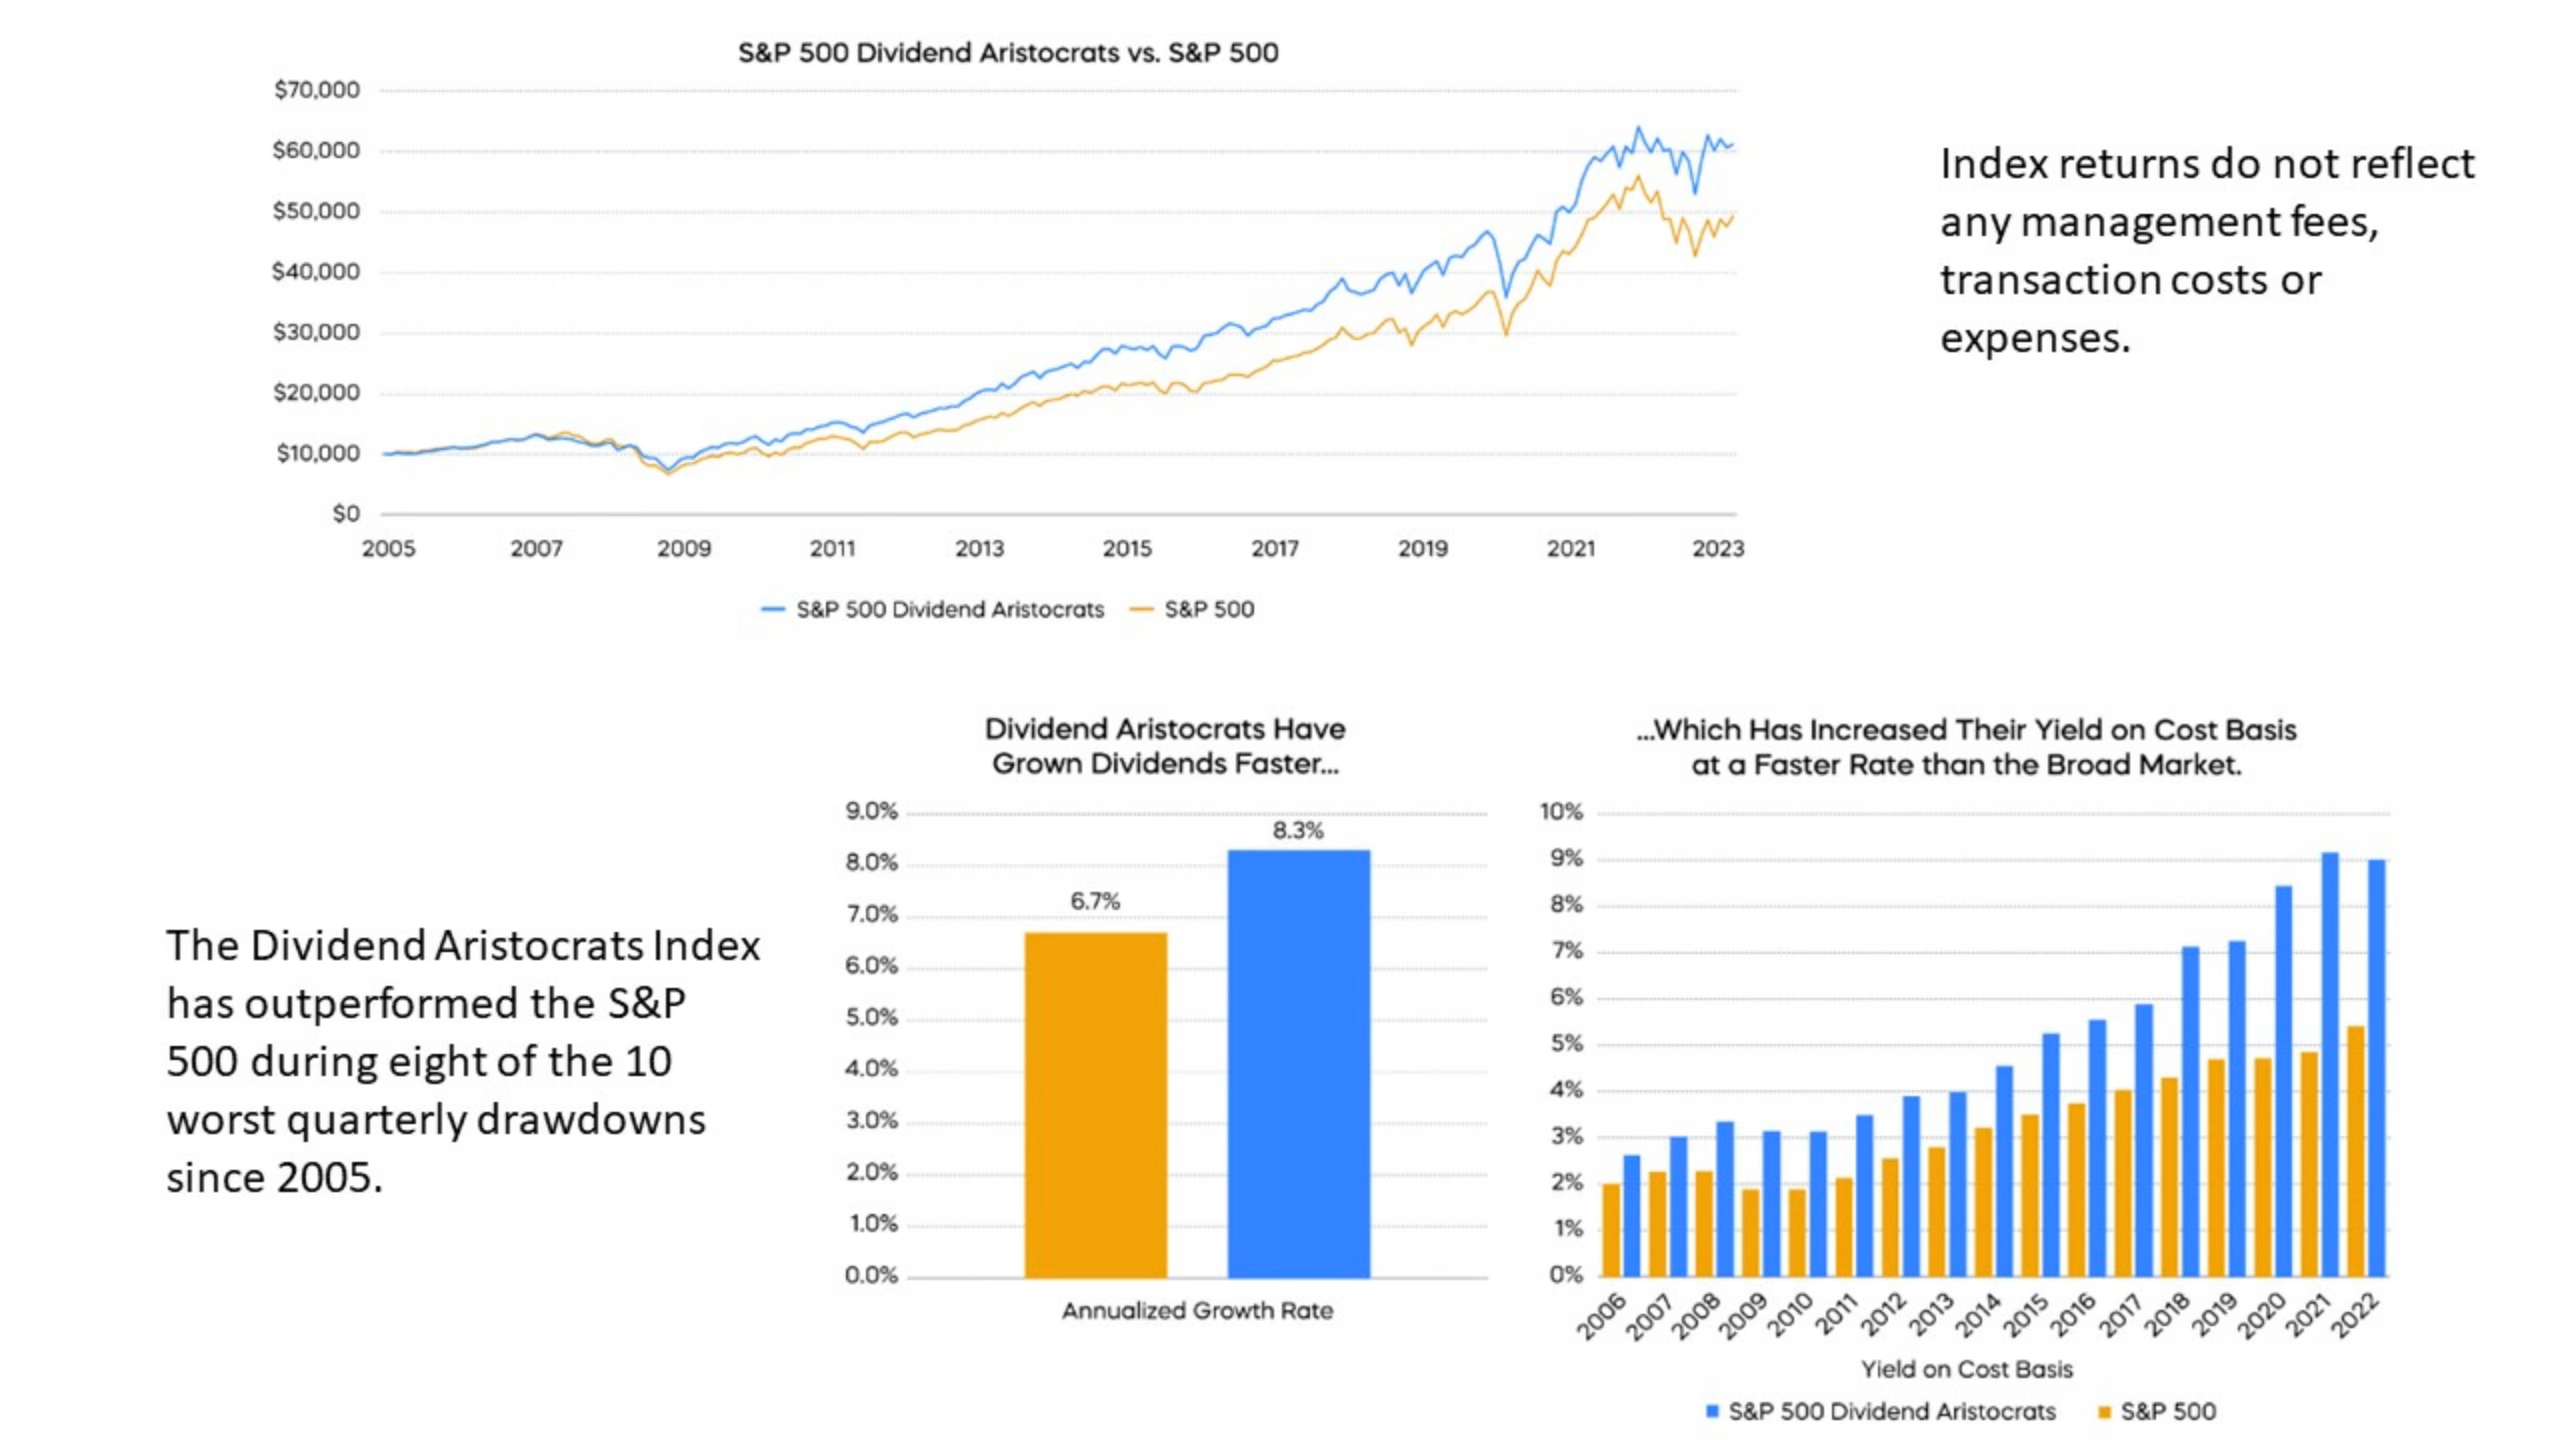 S&P 500 Dividend Aristocrats vs. S&P 500
$70,000
$60,000
$50,000
$40,000
$30,000
$20,000
$10,000
$0
2005 2007 2009 2011 2013 2015 2017 2019 2021 2023
S&P 500 Dividend Aristocrats S&P 500
Index returns do not reflect
any management fees,
transaction costs or
expenses.
The Dividend Aristocrats Index
has outperformed the S&P
500 during eight of the 10
worst quarterly drawdowns
since 2005.
Dividend Aristocrats Have
Grown Dividends Faster...
9.0%
8.0%
7.0%
6.0%
5.0%
4.0%
3.0%
2.0%
1.0%
0.0%
6.7%
8.3%
Annualized Growth Rate
...Which Has Increased Their Yield on Cost Basis
at a Faster Rate than the Broad Market.
10%
9%
8%
7%
6%
5%
4%
3%
2%
1%
0%
2006 2007 2008 2009 2010 2011 2012 2013 2014 2015 2016 2017 2018 2019 2020 2021 2022
Yield on Cost Basis
S&P 500 Dividend Aristocrats S&P 500